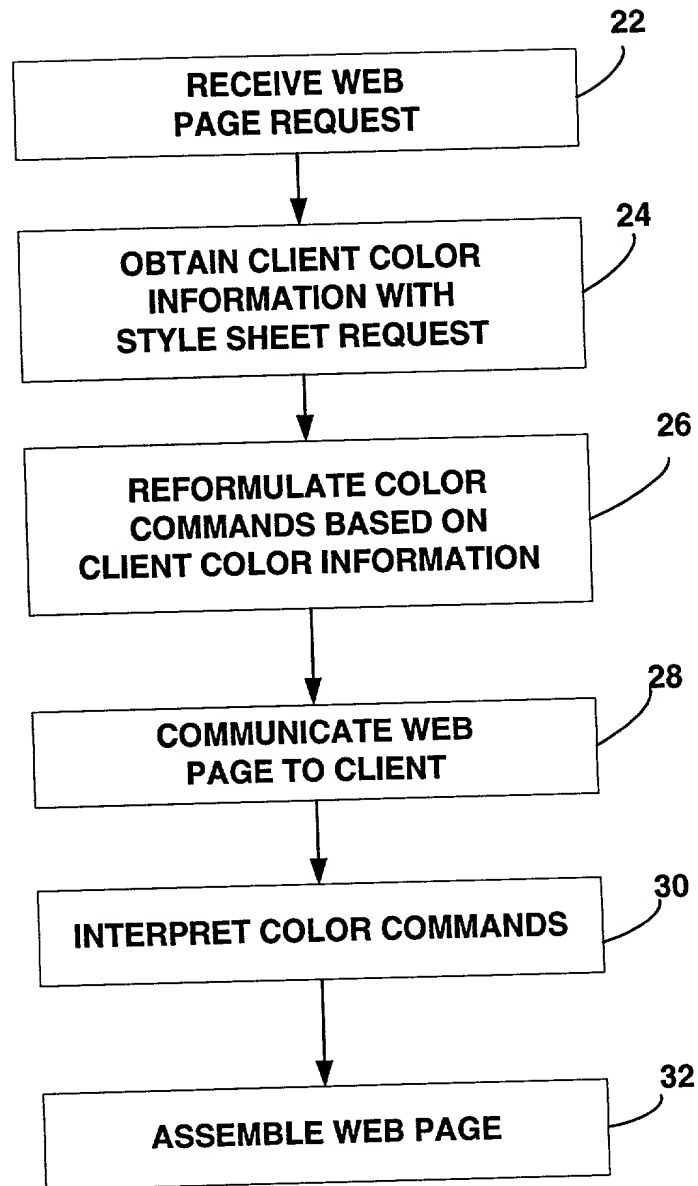 22
RECEIVE WEB
PAGE REQUEST
24
OBTAIN CLIENT COLOR
INFORMATION WITH
STYLE SHEET REQUEST
26
REFORMULATE COLOR
COMMANDS BASED ON
CLIENT COLOR INFORMATION
28
COMMUNICATE WEB
PAGE TO CLIENT
30
INTERPRET COLOR COMMANDS
32
ASSEMBLE WEB PAGE